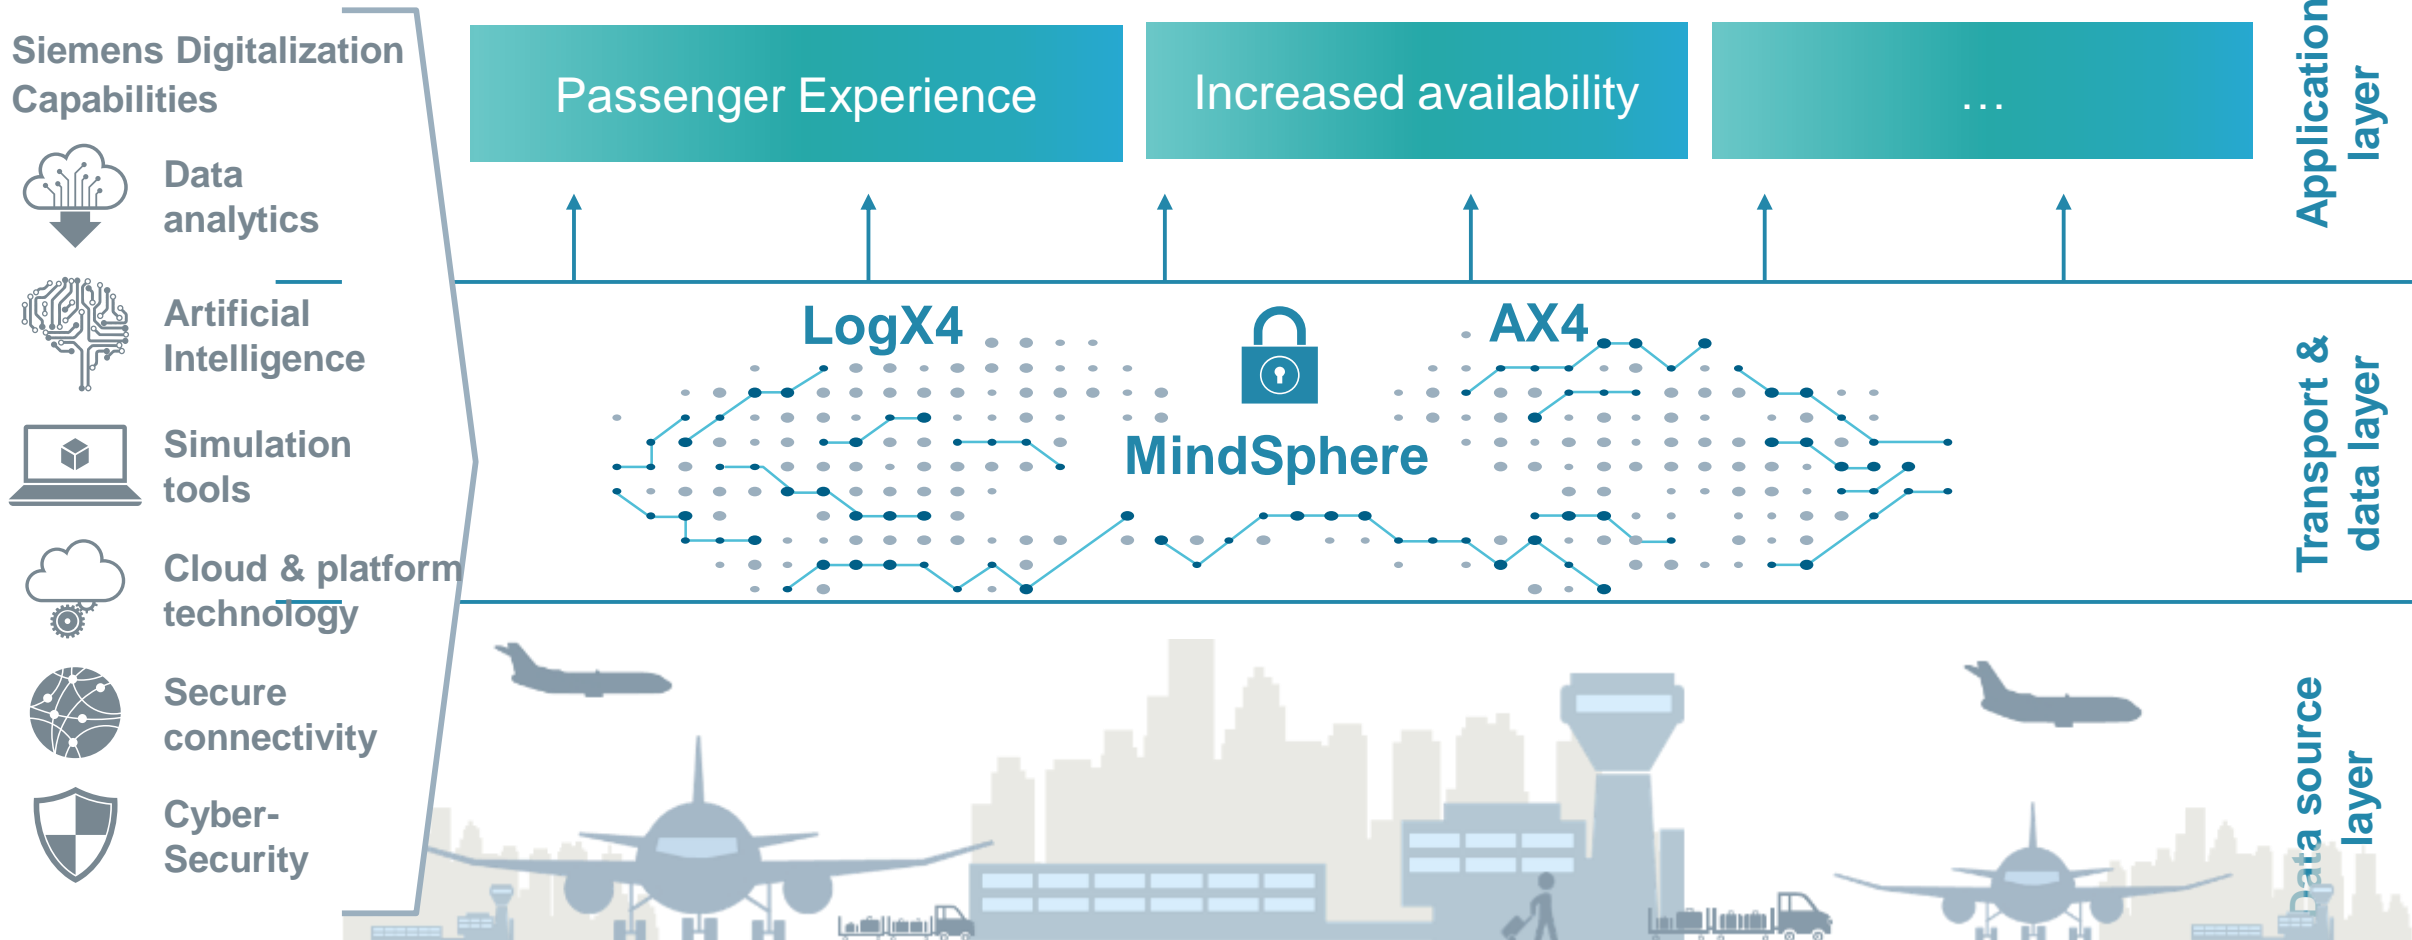 Siemens Digitalization
Capabilities
Data
analytics
Artificial
Intelligence
Simulation
tools
Cloud & platform
technology
Secure
connectivity
Cyber-
Security
Passenger Experience
Increased availability
...
Application
layer
LogX4
AX4
MindSphere
Transport &
data layer
Data source
layer